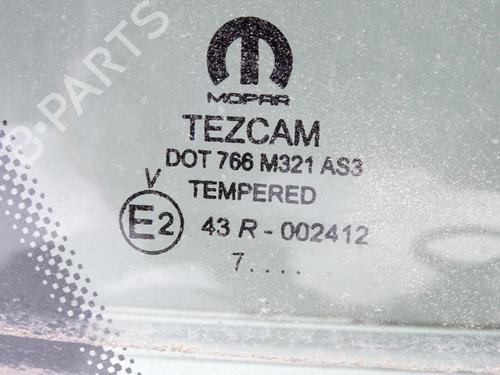 B-PARTS
MOPAR
TEZCAM
DOT 766 M321 AS3
TEMPERED
V
E2 43 R - 002412
7....